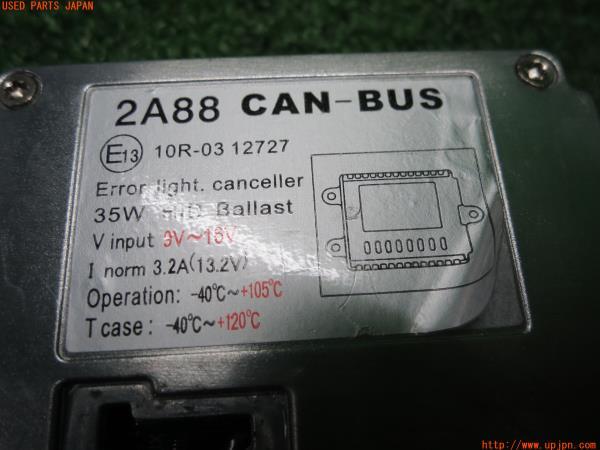 USED PARTS JAPAN
2A88 CAN-BUS
E13 10R-03 12727
Error light. canceller
35W HID Ballast
V input 9V～16V
I norm 3.2A(13.2V)
Operation: -40℃～+105℃
T case: -40℃～+120℃
http://www.upjpn.com/